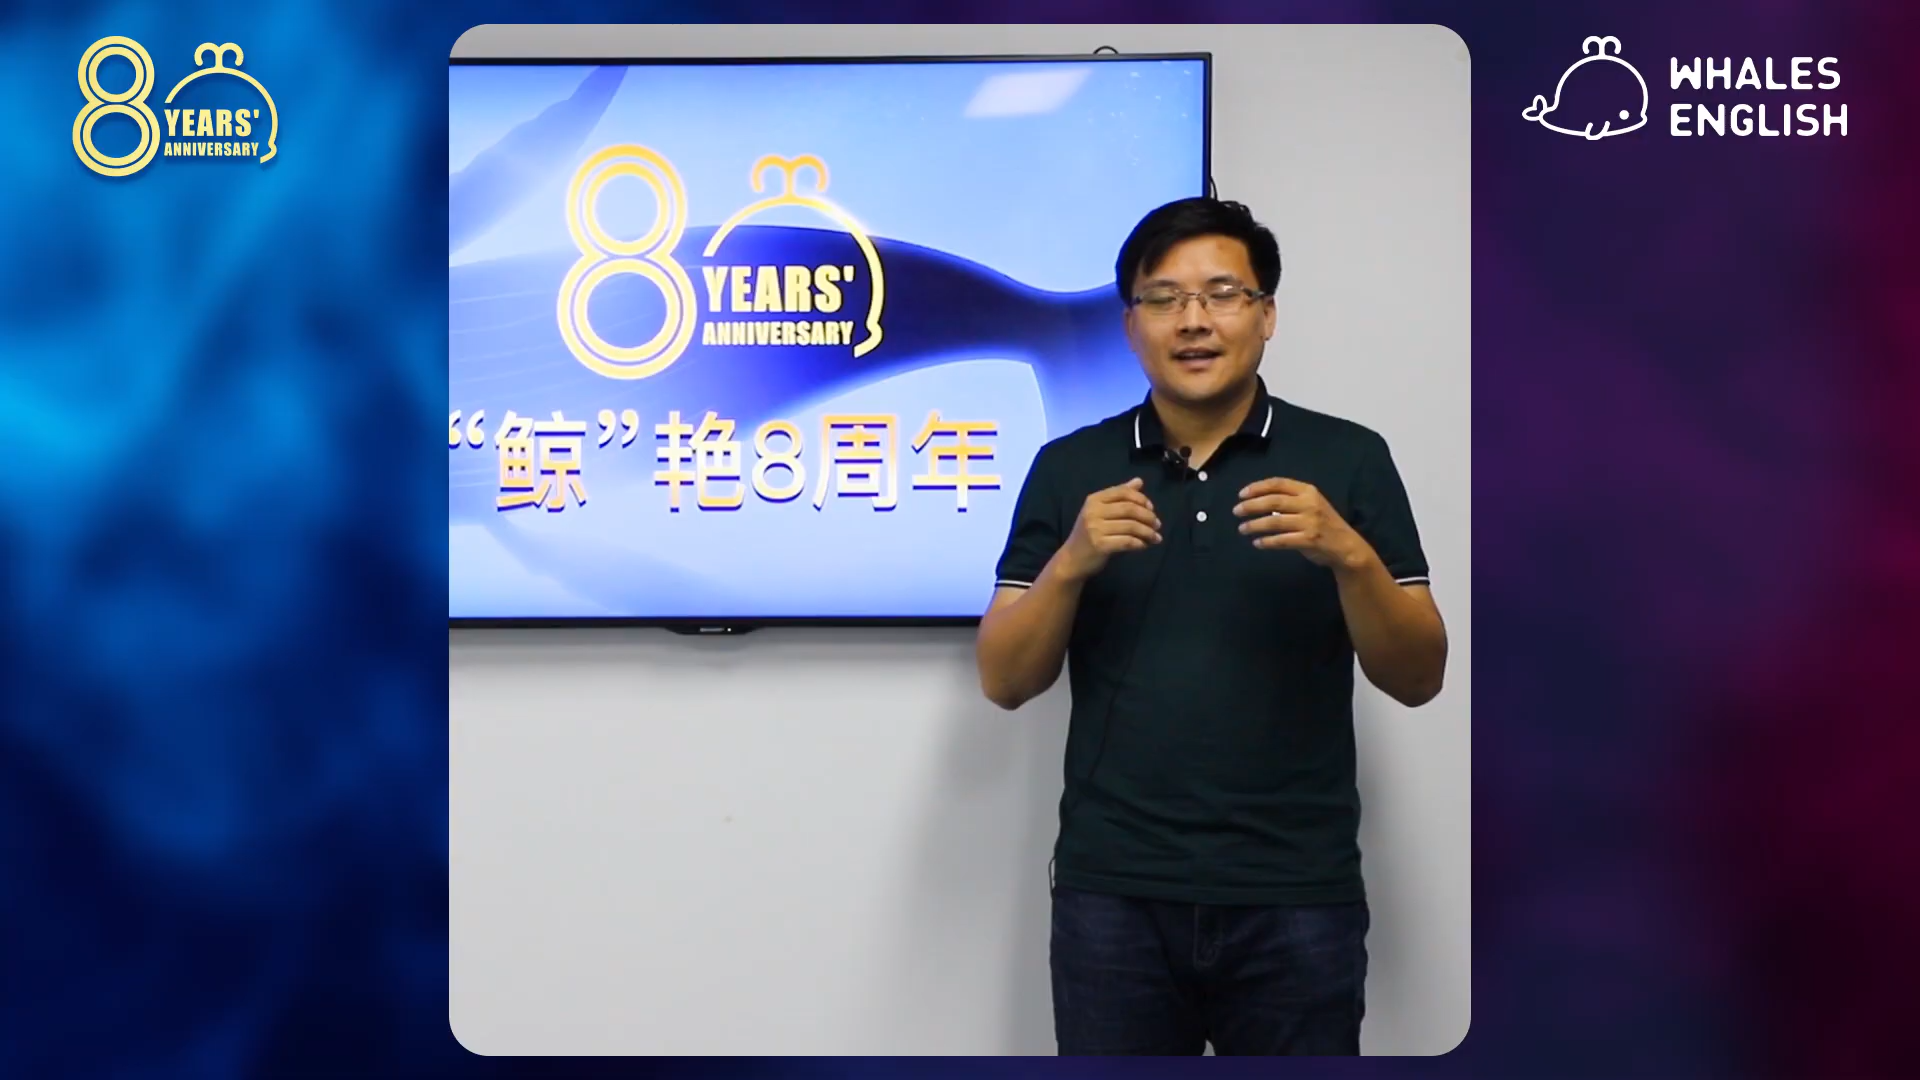 8 YEARS'
ANNIVERSARY
WHALES
ENGLISH
8 YEARS'
ANNIVERSARY
“鲸”艳8周年